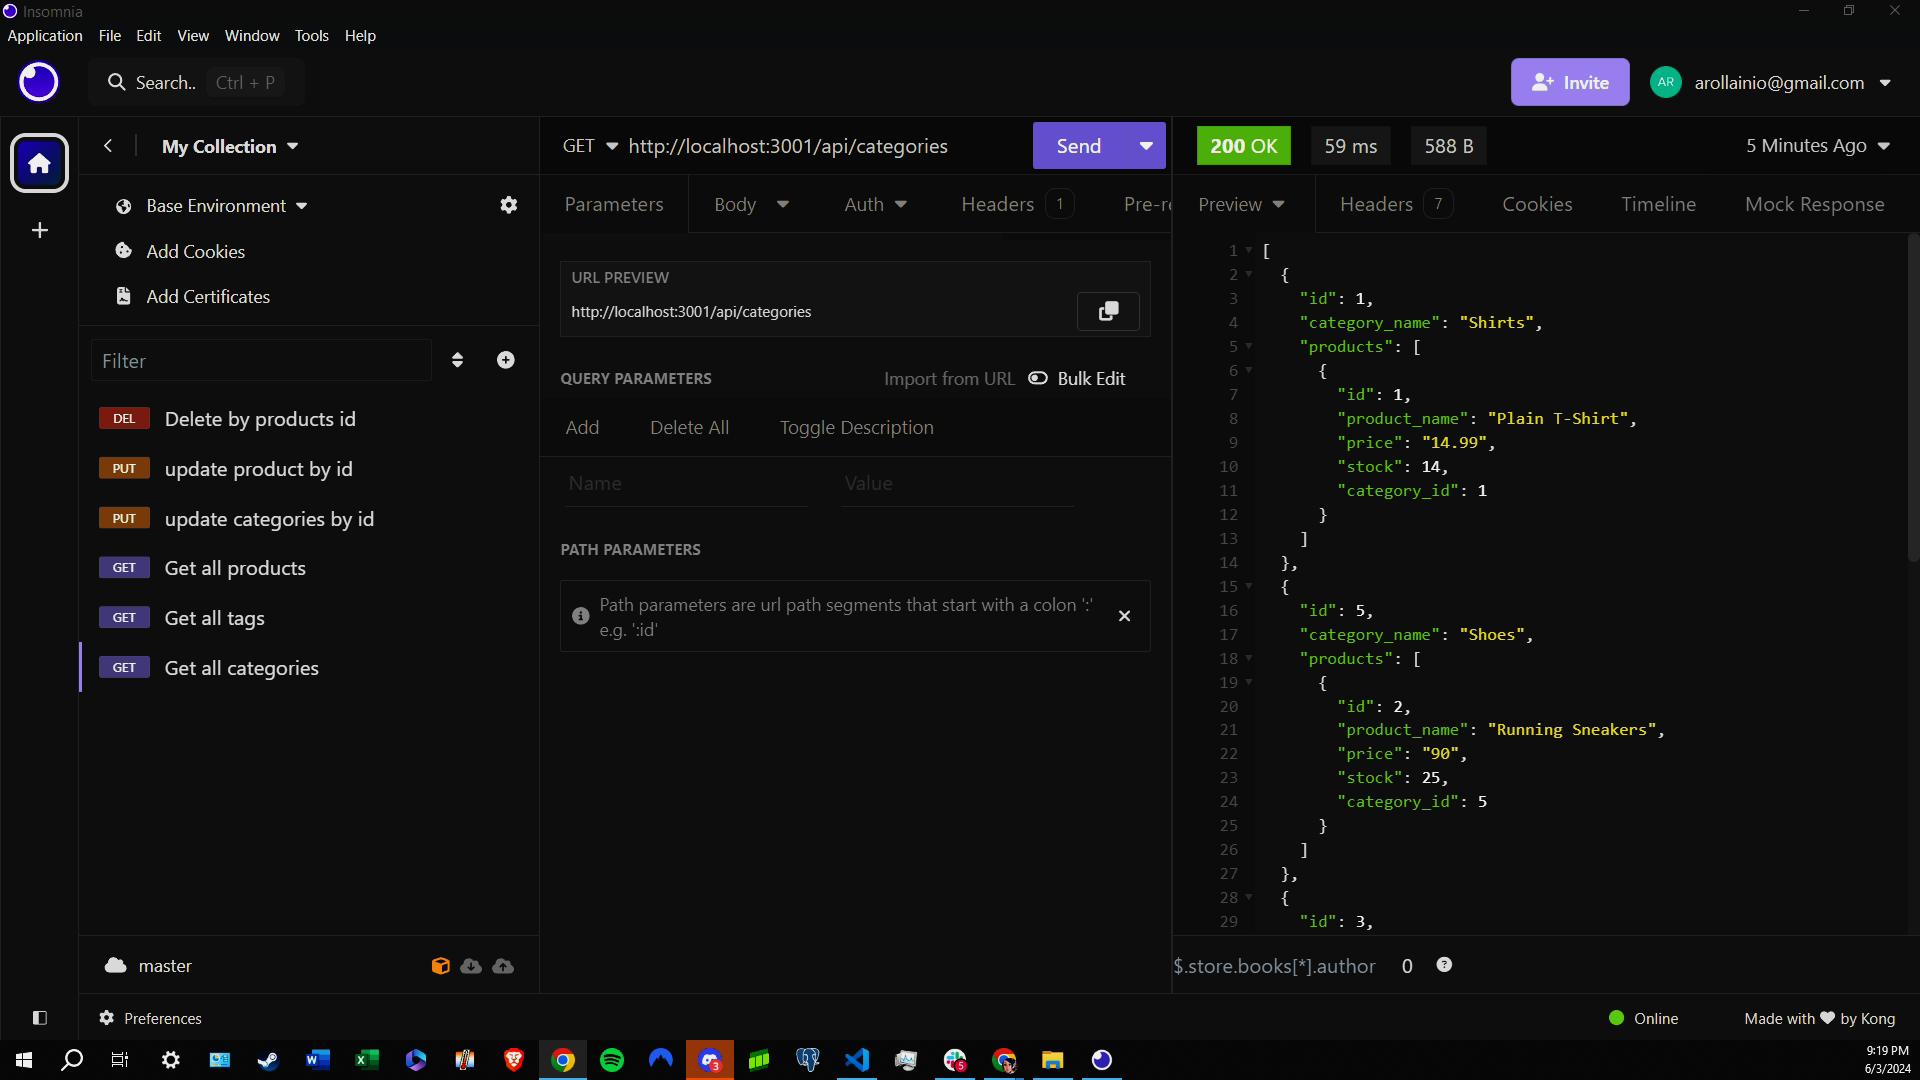 Insomnia
Application File Edit View Window Tools Help
Search.. Ctrl + P
Invite
AR arollainio@gmail.com
My Collection
GET http://localhost:3001/api/categories Send
200 OK 59 ms 588 B 5 Minutes Ago
Base Environment
Add Cookies
Add Certificates
Filter
DEL Delete by products id
PUT update product by id
PUT update categories by id
GET Get all products
GET Get all tags
GET Get all categories
master
Preferences
Parameters Body Auth Headers 1 Pre-re
URL PREVIEW
http://localhost:3001/api/categories
QUERY PARAMETERS Import from URL Bulk Edit
Add Delete All Toggle Description
Name Value
PATH PARAMETERS
Path parameters are url path segments that start with a colon ':'
e.g. ':id'
Preview Headers 7 Cookies Timeline Mock Response
1 [
2 {
3 "id": 1,
4 "category_name": "Shirts",
5 "products": [
6 {
7 "id": 1,
8 "product_name": "Plain T-Shirt",
9 "price": "14.99",
10 "stock": 14,
11 "category_id": 1
12 }
13 ]
14 },
15 {
16 "id": 5,
17 "category_name": "Shoes",
18 "products": [
19 {
20 "id": 2,
21 "product_name": "Running Sneakers",
22 "price": "90",
23 "stock": 25,
24 "category_id": 5
25 }
26 ]
27 },
28 {
29 "id": 3,
$.store.books[*].author 0
Online Made with ❤ by Kong
3
5
9:19 PM
6/3/2024